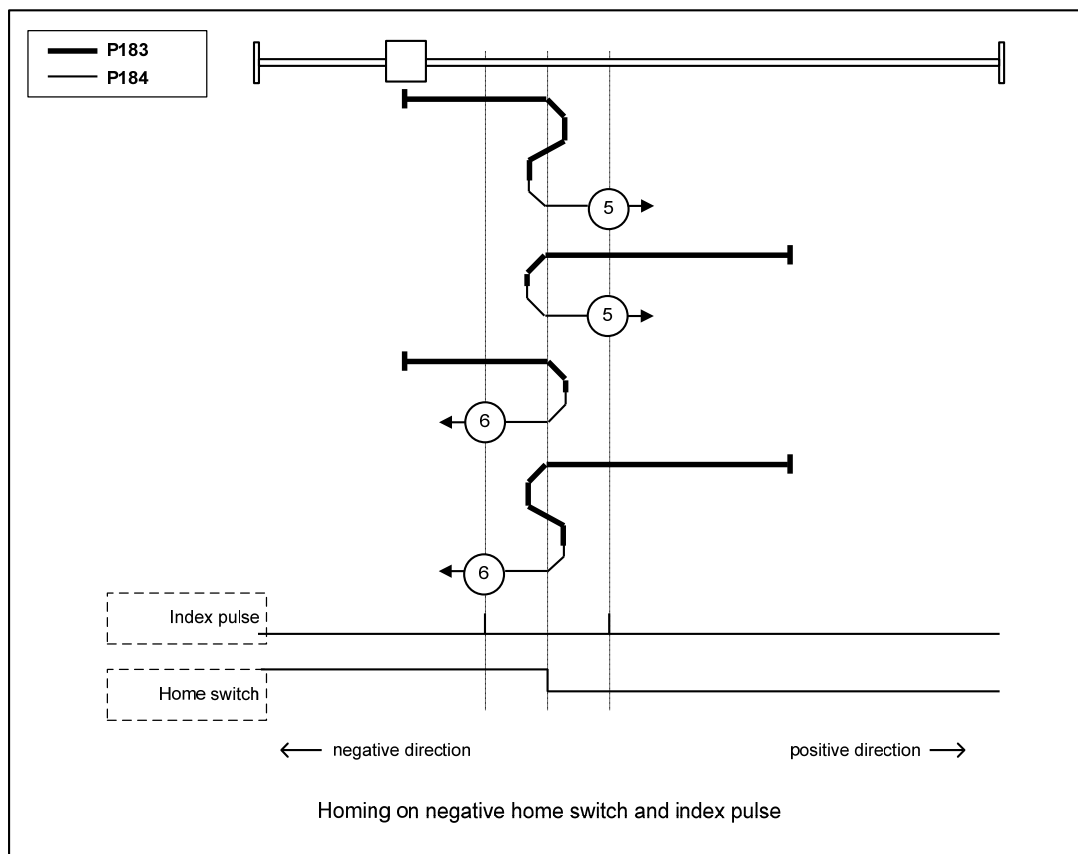 P183
P184
5
5
6
6
Index pulse
Home switch
negative direction
positive direction
Homing on negative home switch and index pulse